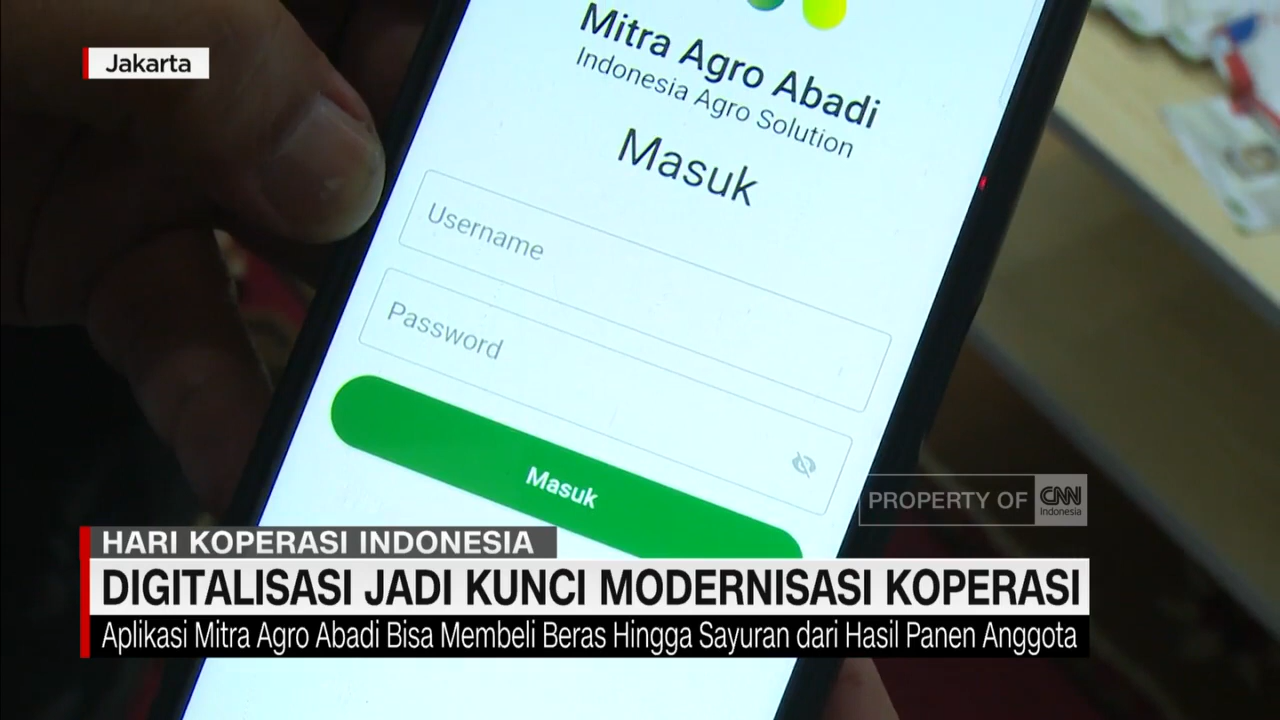 Jakarta
Mitra Agro Abadi
Indonesia Agro Solution
Masuk
Username
Password
Masuk
PROPERTY OF CNN Indonesia
HARI KOPERASI INDONESIA
DIGITALISASI JADI KUNCI MODERNISASI KOPERASI
Aplikasi Mitra Agro Abadi Bisa Membeli Beras Hingga Sayuran dari Hasil Panen Anggota